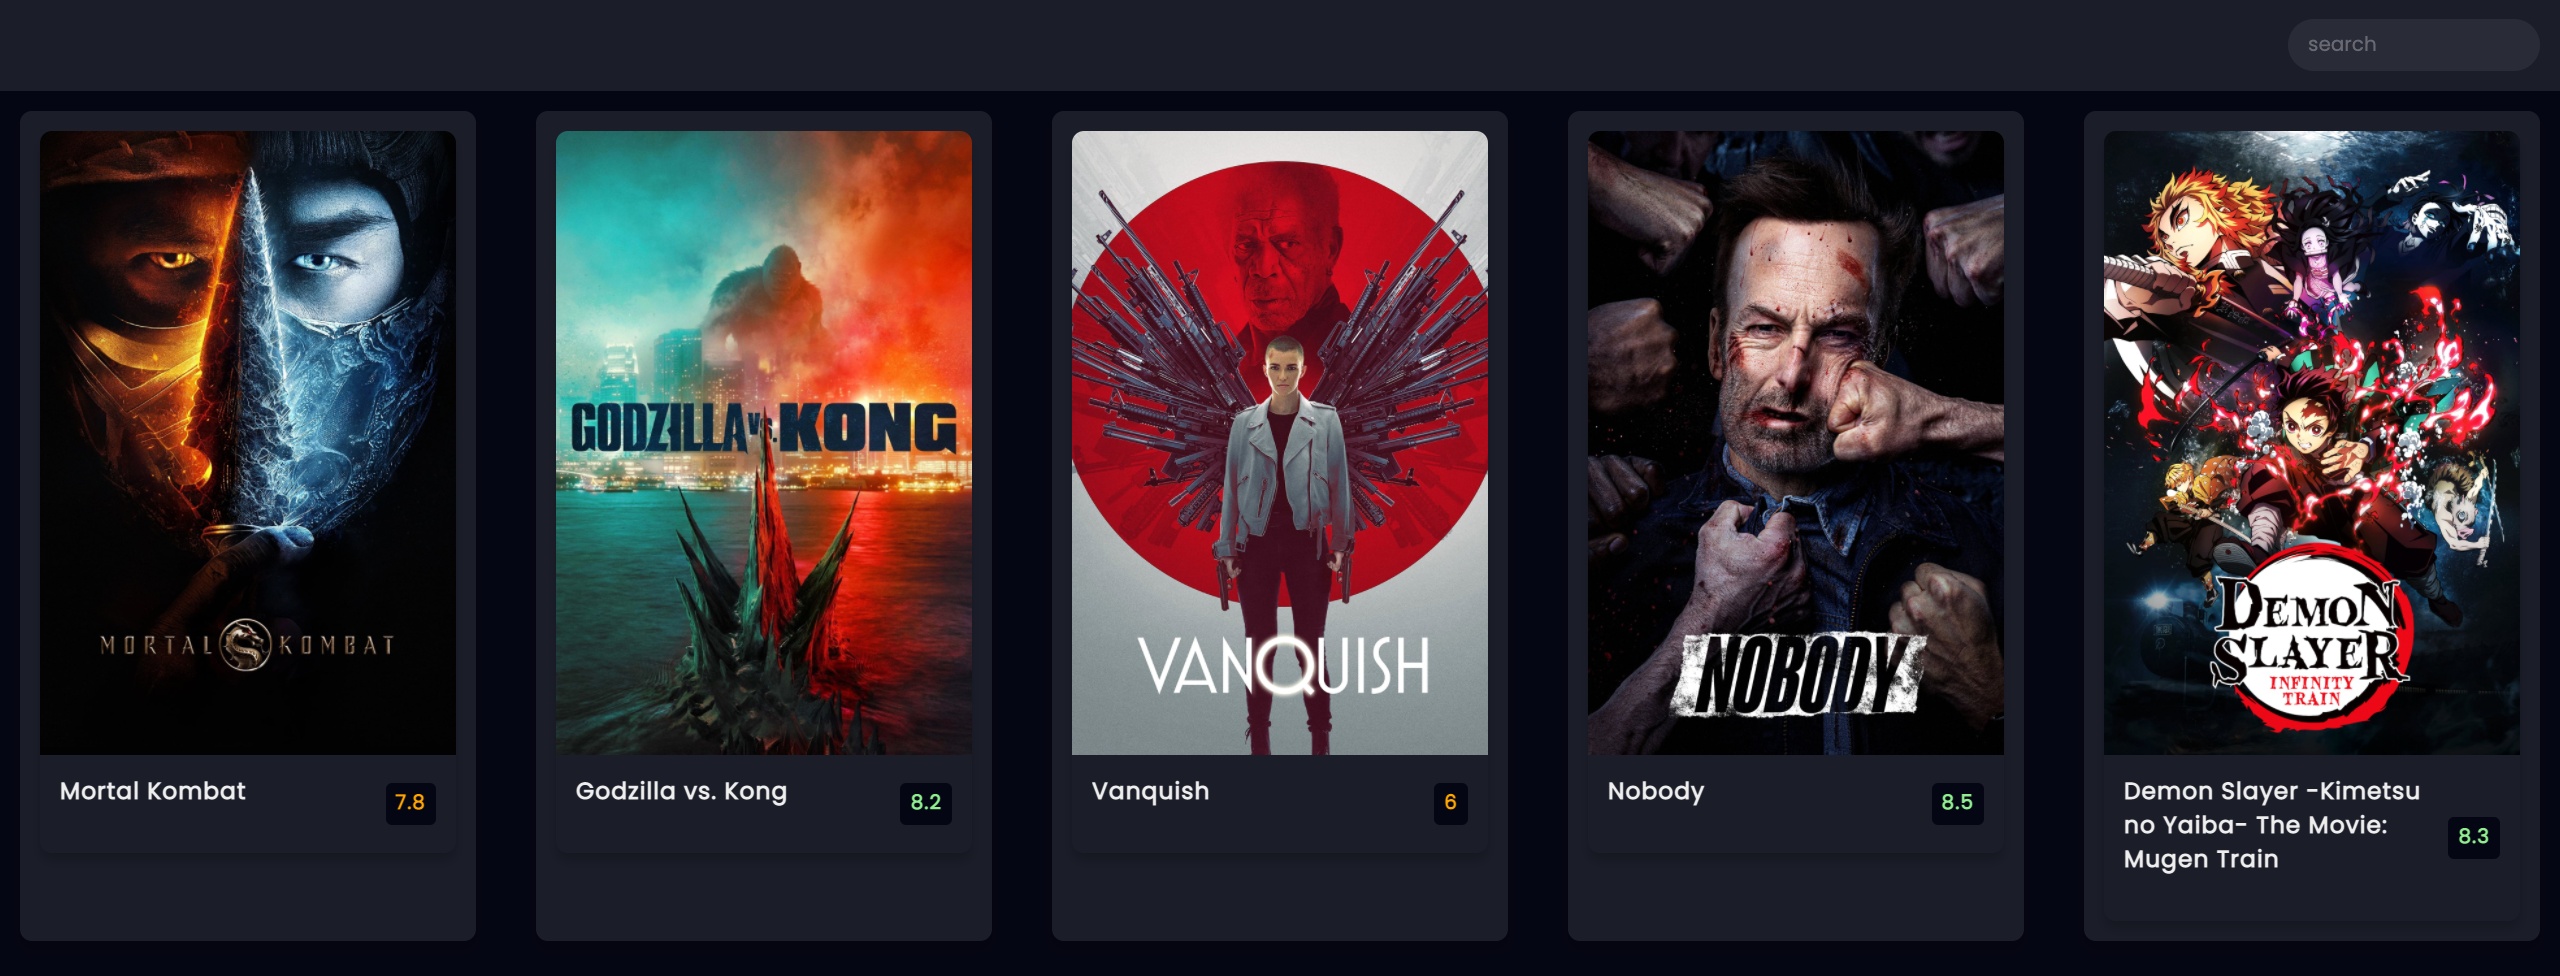 search
MORTAL KOMBAT
GODZILLA vs. KONG
VANQUISH
NOBODY
DEMON
SLAYER
INFINITY
TRAIN
Mortal Kombat
7.8
Godzilla vs. Kong
8.2
Vanquish
6
Nobody
8.5
Demon Slayer -Kimetsu
no Yaiba- The Movie:
Mugen Train
8.3